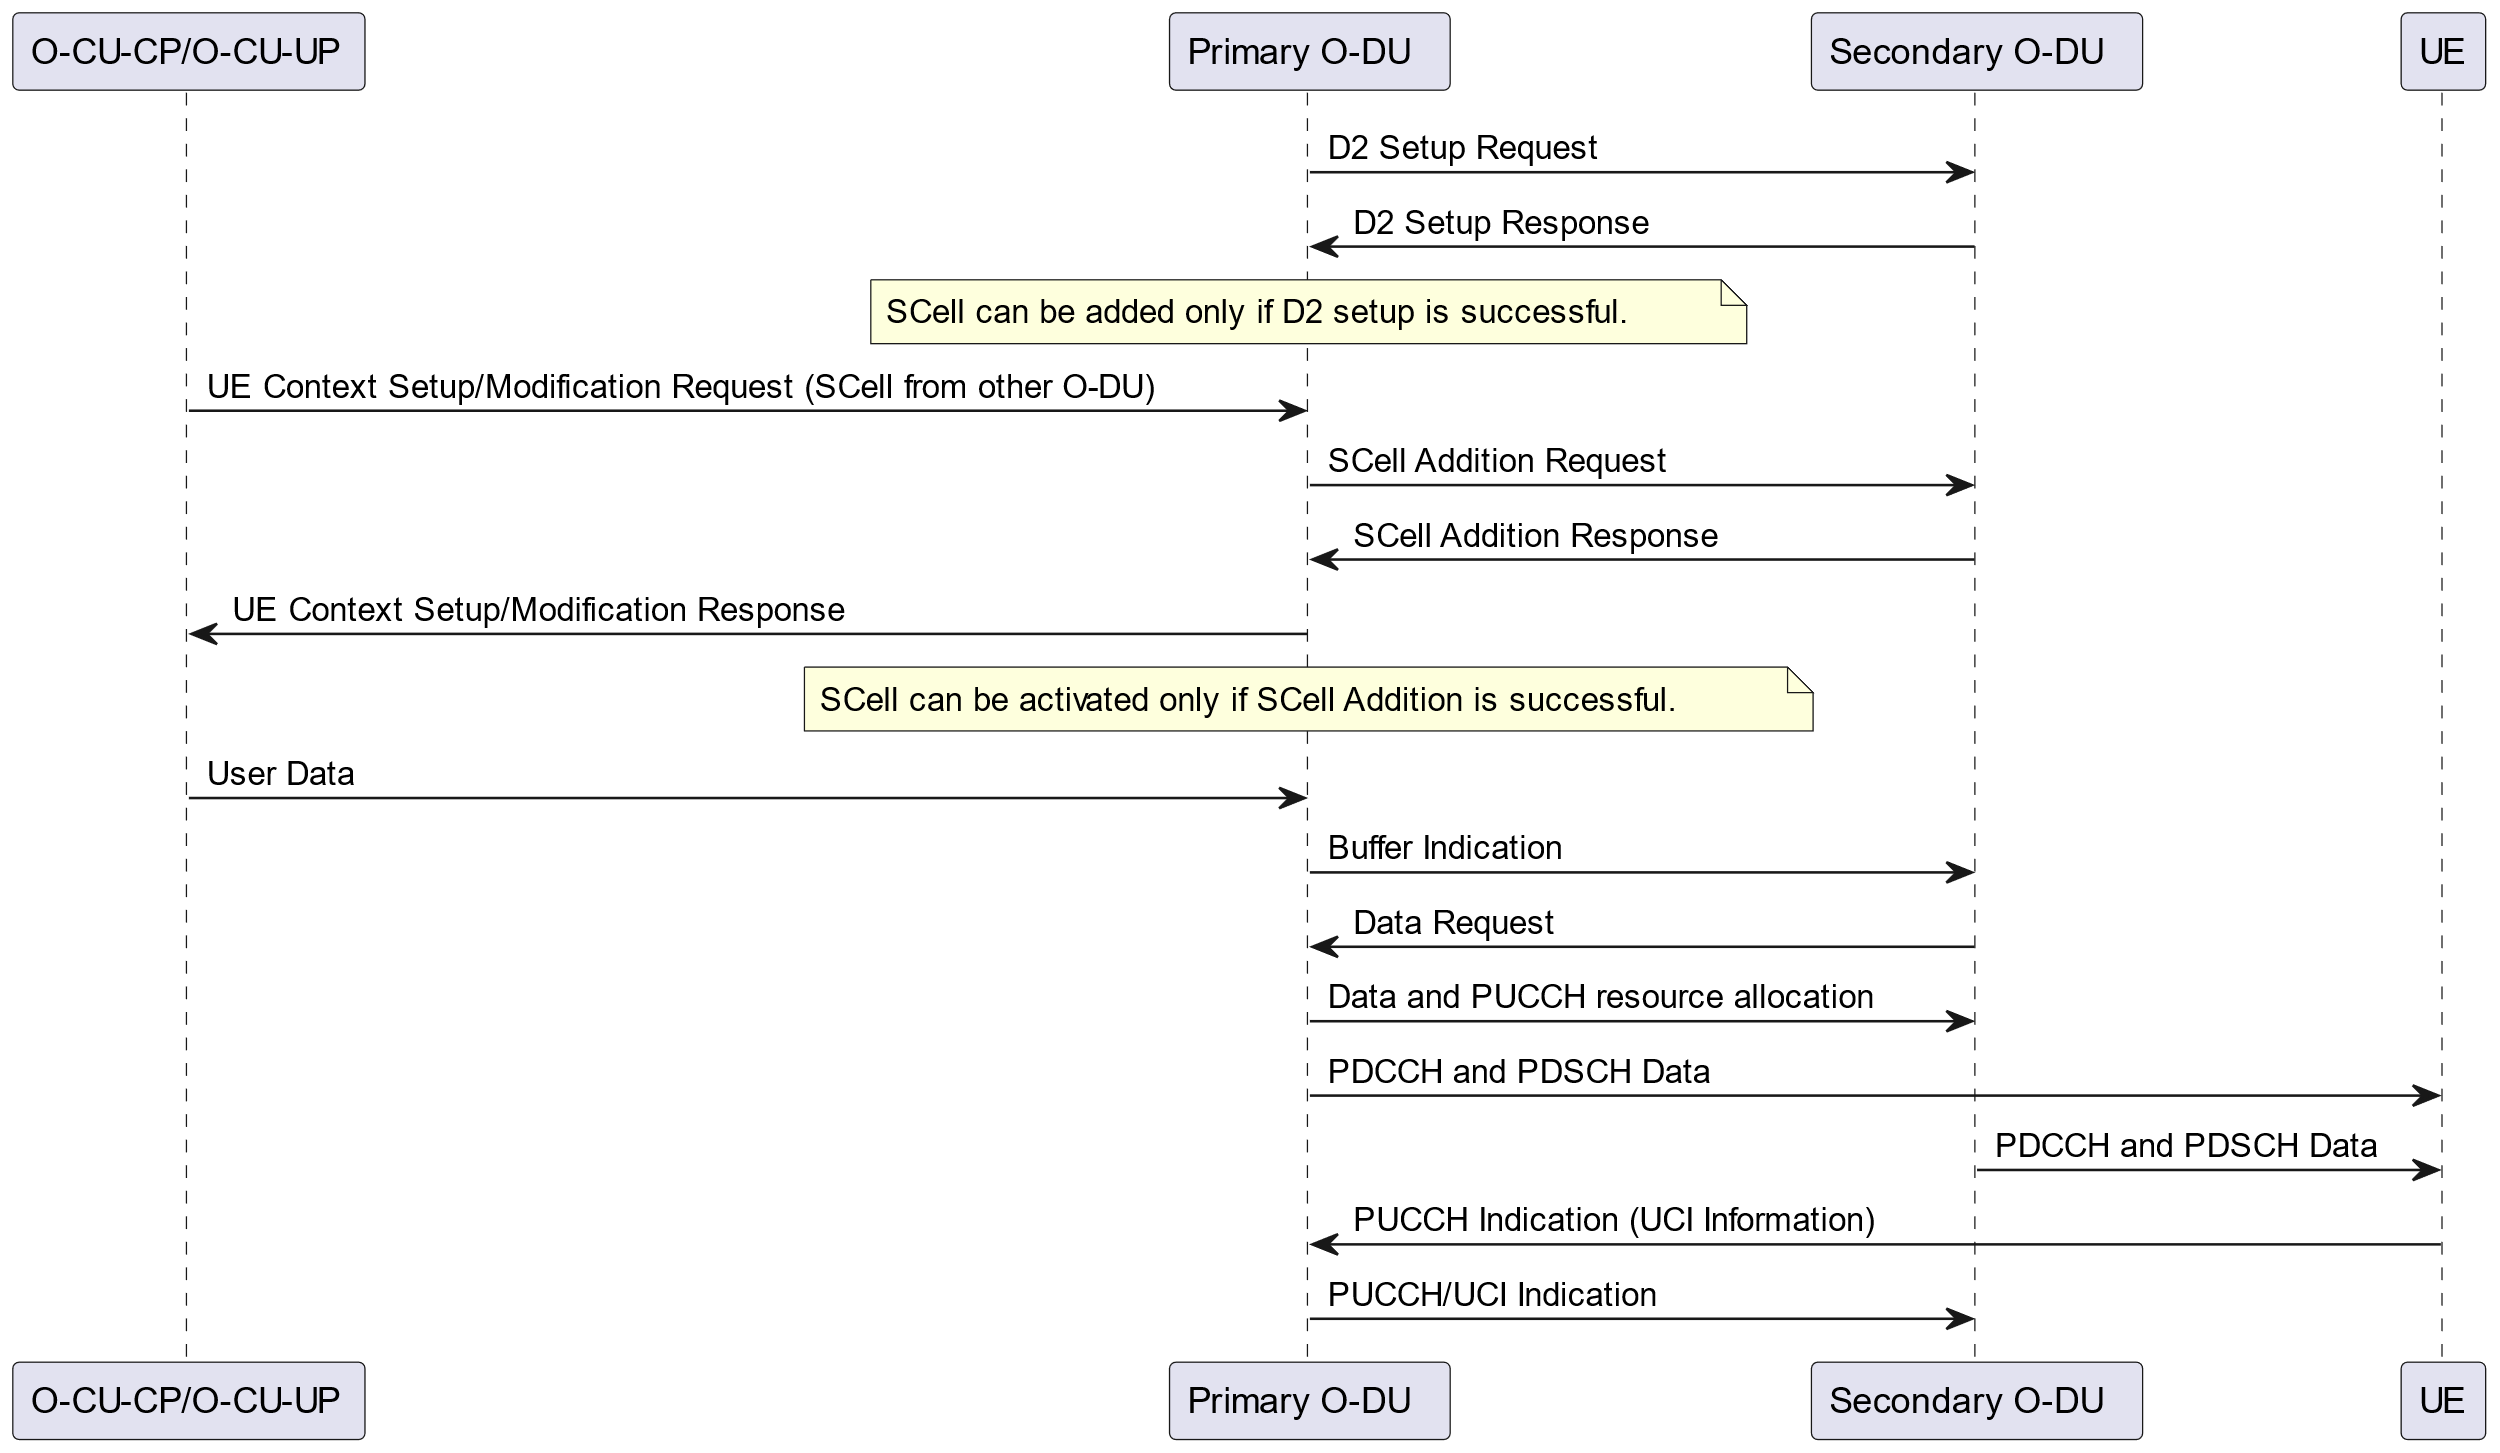 O-CU-CP/O-CU-UP
Primary O-DU
Secondary O-DU
UE
D2 Setup Request
D2 Setup Response
SCell can be added only if D2 setup is successful.
UE Context Setup/Modification Request (SCell from other O-DU)
SCell Addition Request
SCell Addition Response
UE Context Setup/Modification Response
SCell can be activated only if SCell Addition is successful.
User Data
Buffer Indication
Data Request
Data and PUCCH resource allocation
PDCCH and PDSCH Data
PDCCH and PDSCH Data
PUCCH Indication (UCI Information)
PUCCH/UCI Indication
O-CU-CP/O-CU-UP
Primary O-DU
Secondary O-DU
UE